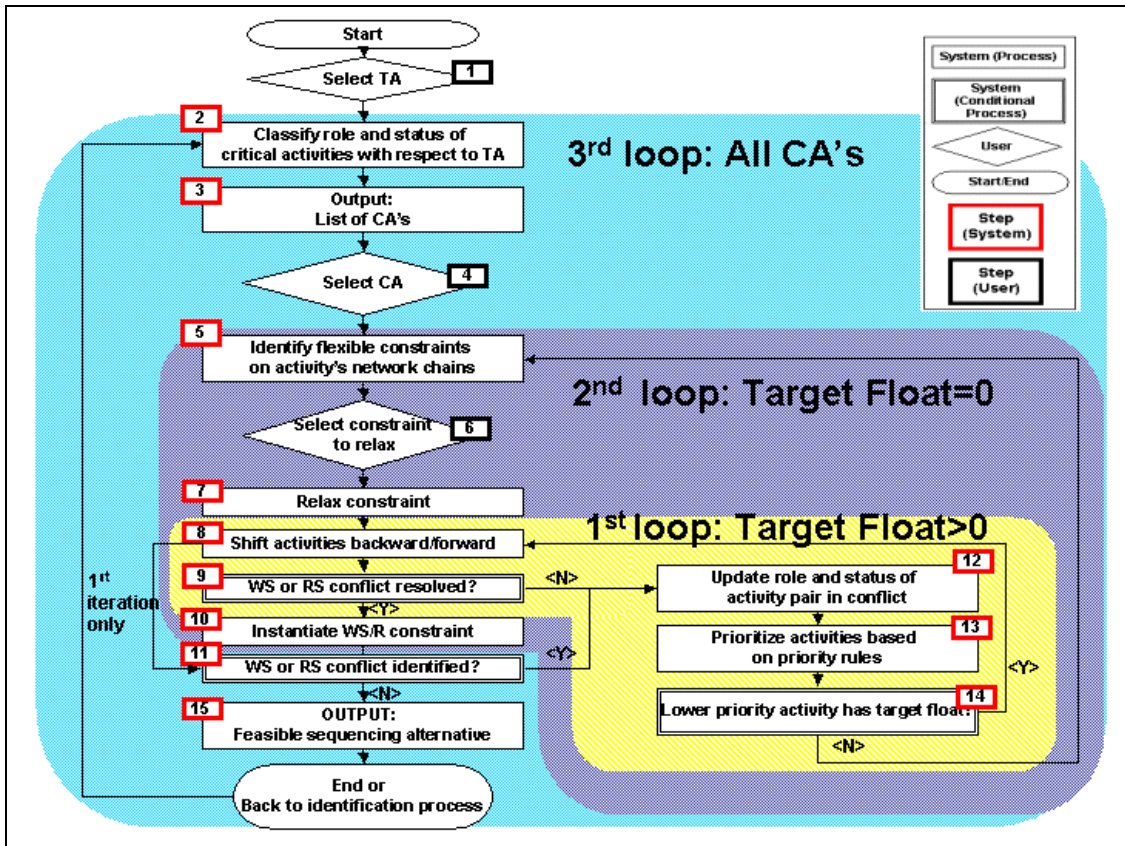 Start
1
Select TA
2
Classify role and status of
critical activities with respect to TA
3rd loop: All CA's
3
Output:
List of CA's
4
Select CA
5
Identify flexible constraints
on activity's network chains
2nd loop: Target Float=0
Select constraint
to relax
6
7
Relax constraint
1st loop: Target Float>0
8
Shift activities backward/forward
1st
iteration
only
9
WS or RS conflict resolved?
<N>
<Y>
10
Instantiate WS/R constraint
11
WS or RS conflict identified?
<Y>
<N>
12
Update role and status of
activity pair in conflict
13
Prioritize activities based
on priority rules
<Y>
14
Lower priority activity has target float?
<N>
15
OUTPUT:
Feasible sequencing alternative
End or
Back to identification process
System (Process)
System
(Conditional
Process)
User
Start/End
Step
(System)
Step
(User)